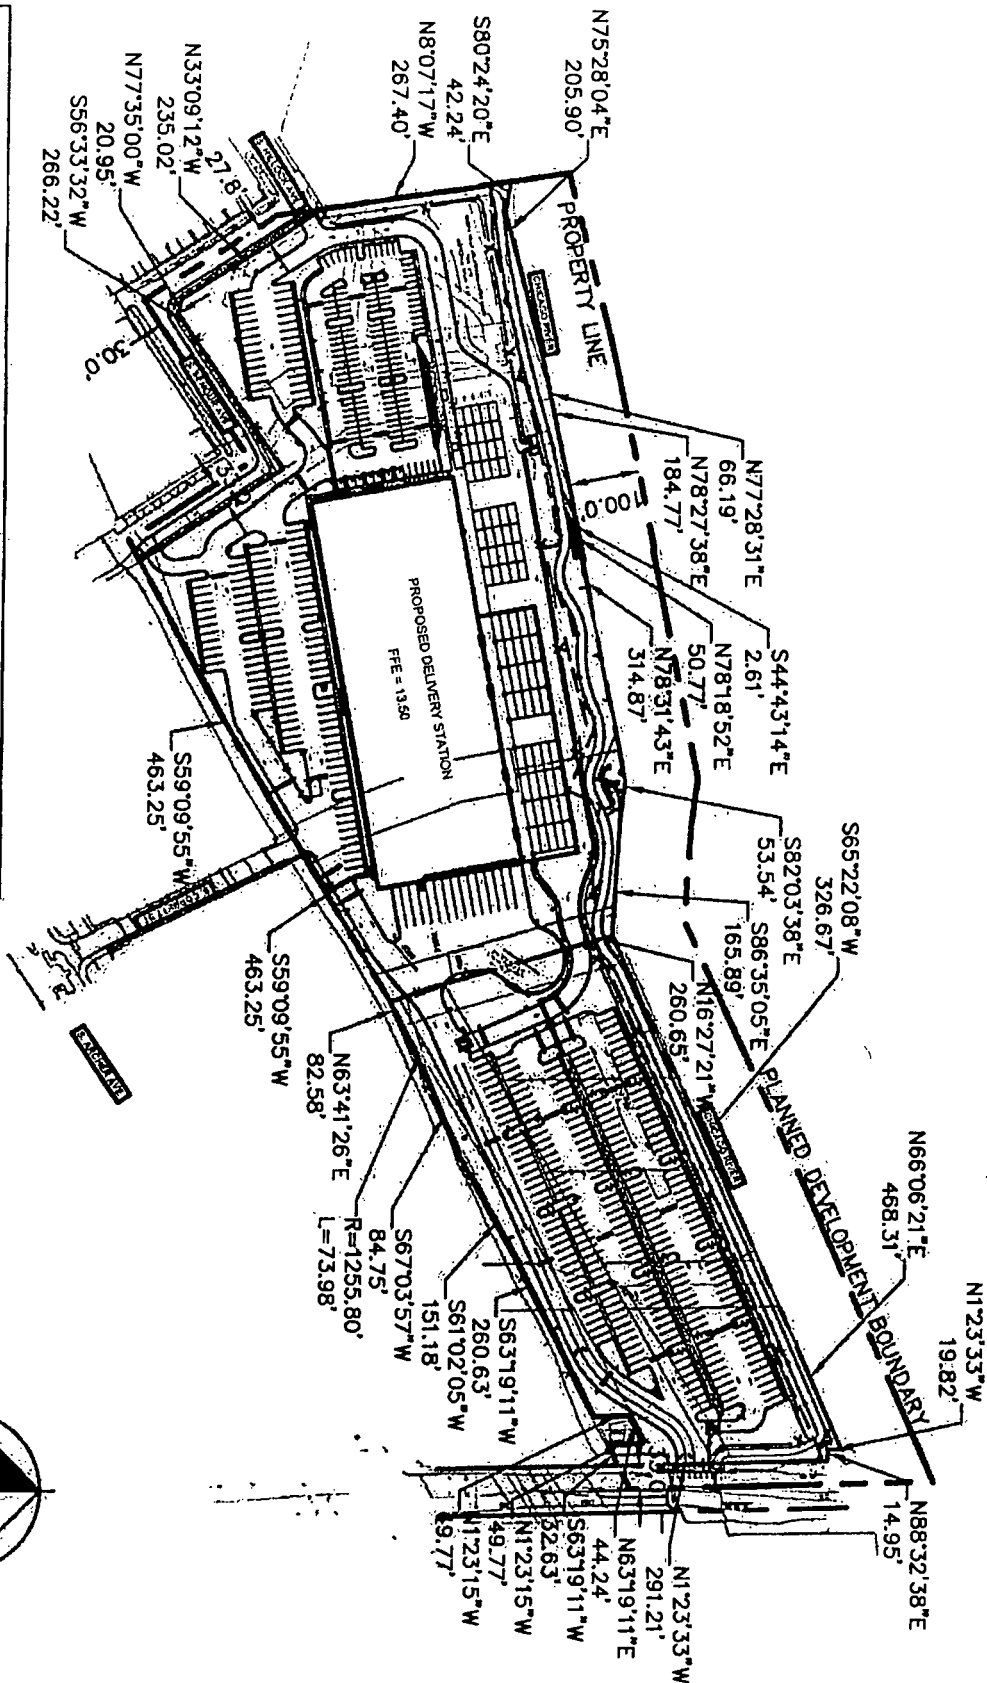 N75°28'04"E
205.90'
S80°24'20"E
42.24'
N8°07'17"W
267.40'
N33°09'12"W
235.02'
27.8'
N77°35'00"W
20.95'
S56°33'32"W
266.22'
30.0'
PROPERTY LINE
CHICAGO RIVER
N77°28'31"E
66.19'
N78°27'38"E
184.77'
100.0'
S44°43'14"E
2.61'
N78°18'52"E
50.77'
N78°31'43"E
314.87'
PROPOSED DELIVERY STATION
FFE = 13.50
S82°03'38"E
53.54'
S86°35'05"E
165.89'
S65°22'08"W
326.67'
N16°27'21"W
260.65'
CHICAGO RIVER
PLANNED DEVELOPMENT BOUNDARY
N66°06'21"E
468.31'
N1°23'33"W
19.82'
N88°32'38"E
14.95'
S59°09'55"W
463.25'
S59°09'55"W
463.25'
S. ARCHER AVE
N63°41'26"E
82.58'
R=1255.80'
L=73.98'
S67°03'57"W
84.75'
S61°02'05"W
151.18'
S63°19'11"W
260.63'
N1°23'33"W
291.21'
N63°19'11"E
44.24'
S63°19'11"W
32.63'
N1°23'15"W
49.77'
N1°23'15"W
9.77'